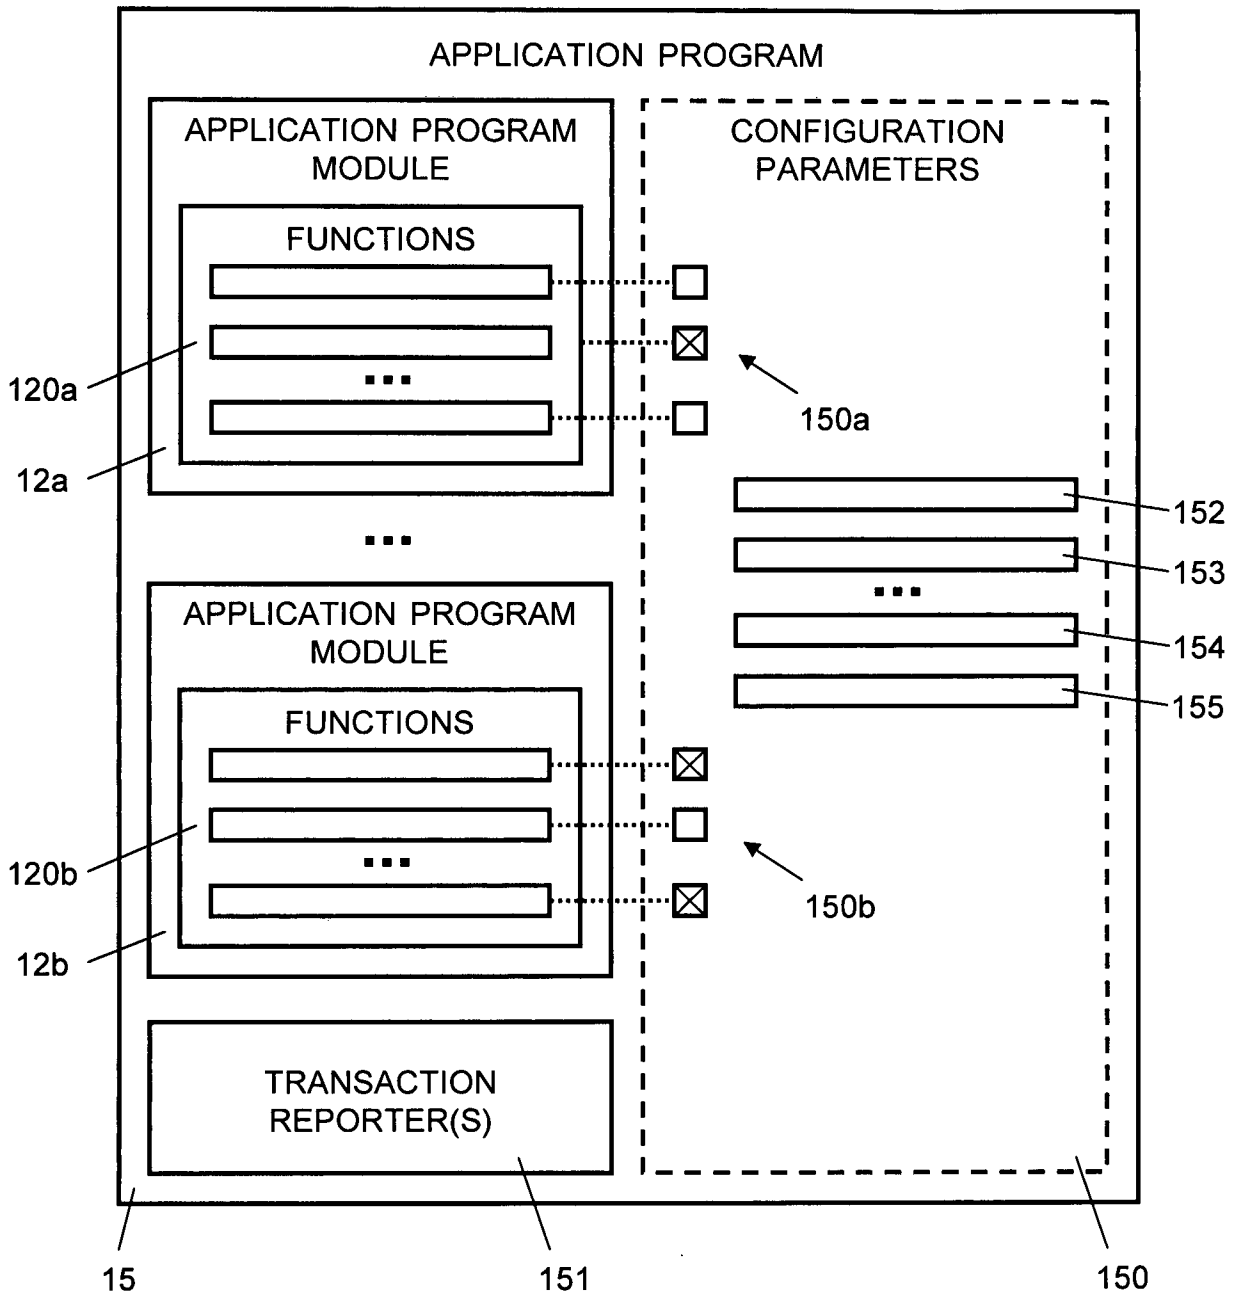 APPLICATION PROGRAM
APPLICATION PROGRAM
MODULE
FUNCTIONS
120a
12a
CONFIGURATION
PARAMETERS
150a
152
153
154
155
APPLICATION PROGRAM
MODULE
FUNCTIONS
120b
12b
150b
TRANSACTION
REPORTER(S)
15
151
150